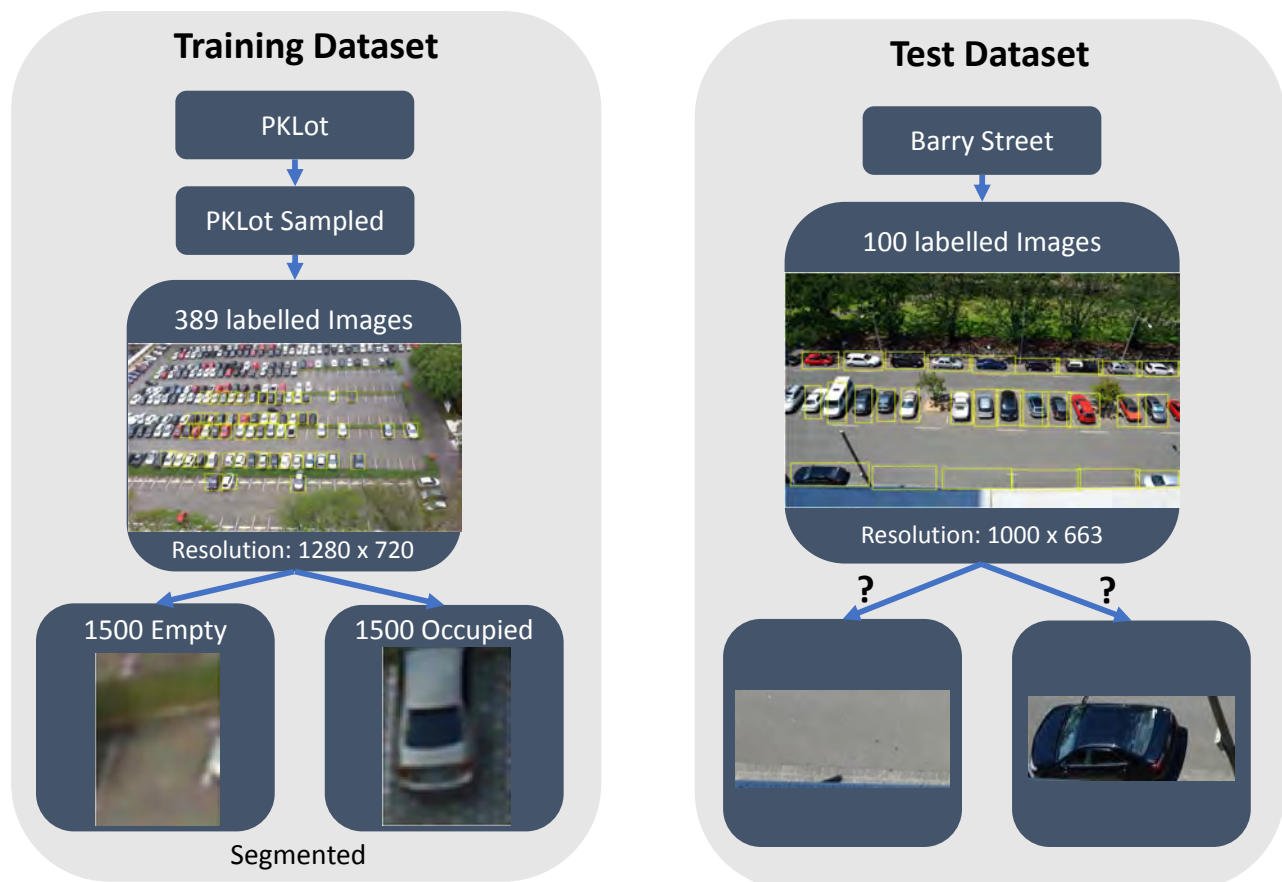 Training Dataset
PKLot
PKLot Sampled
389 labelled Images
Resolution: 1280 x 720
1500 Empty
1500 Occupied
Segmented
Test Dataset
Barry Street
100 labelled Images
Resolution: 1000 x 663
?
?